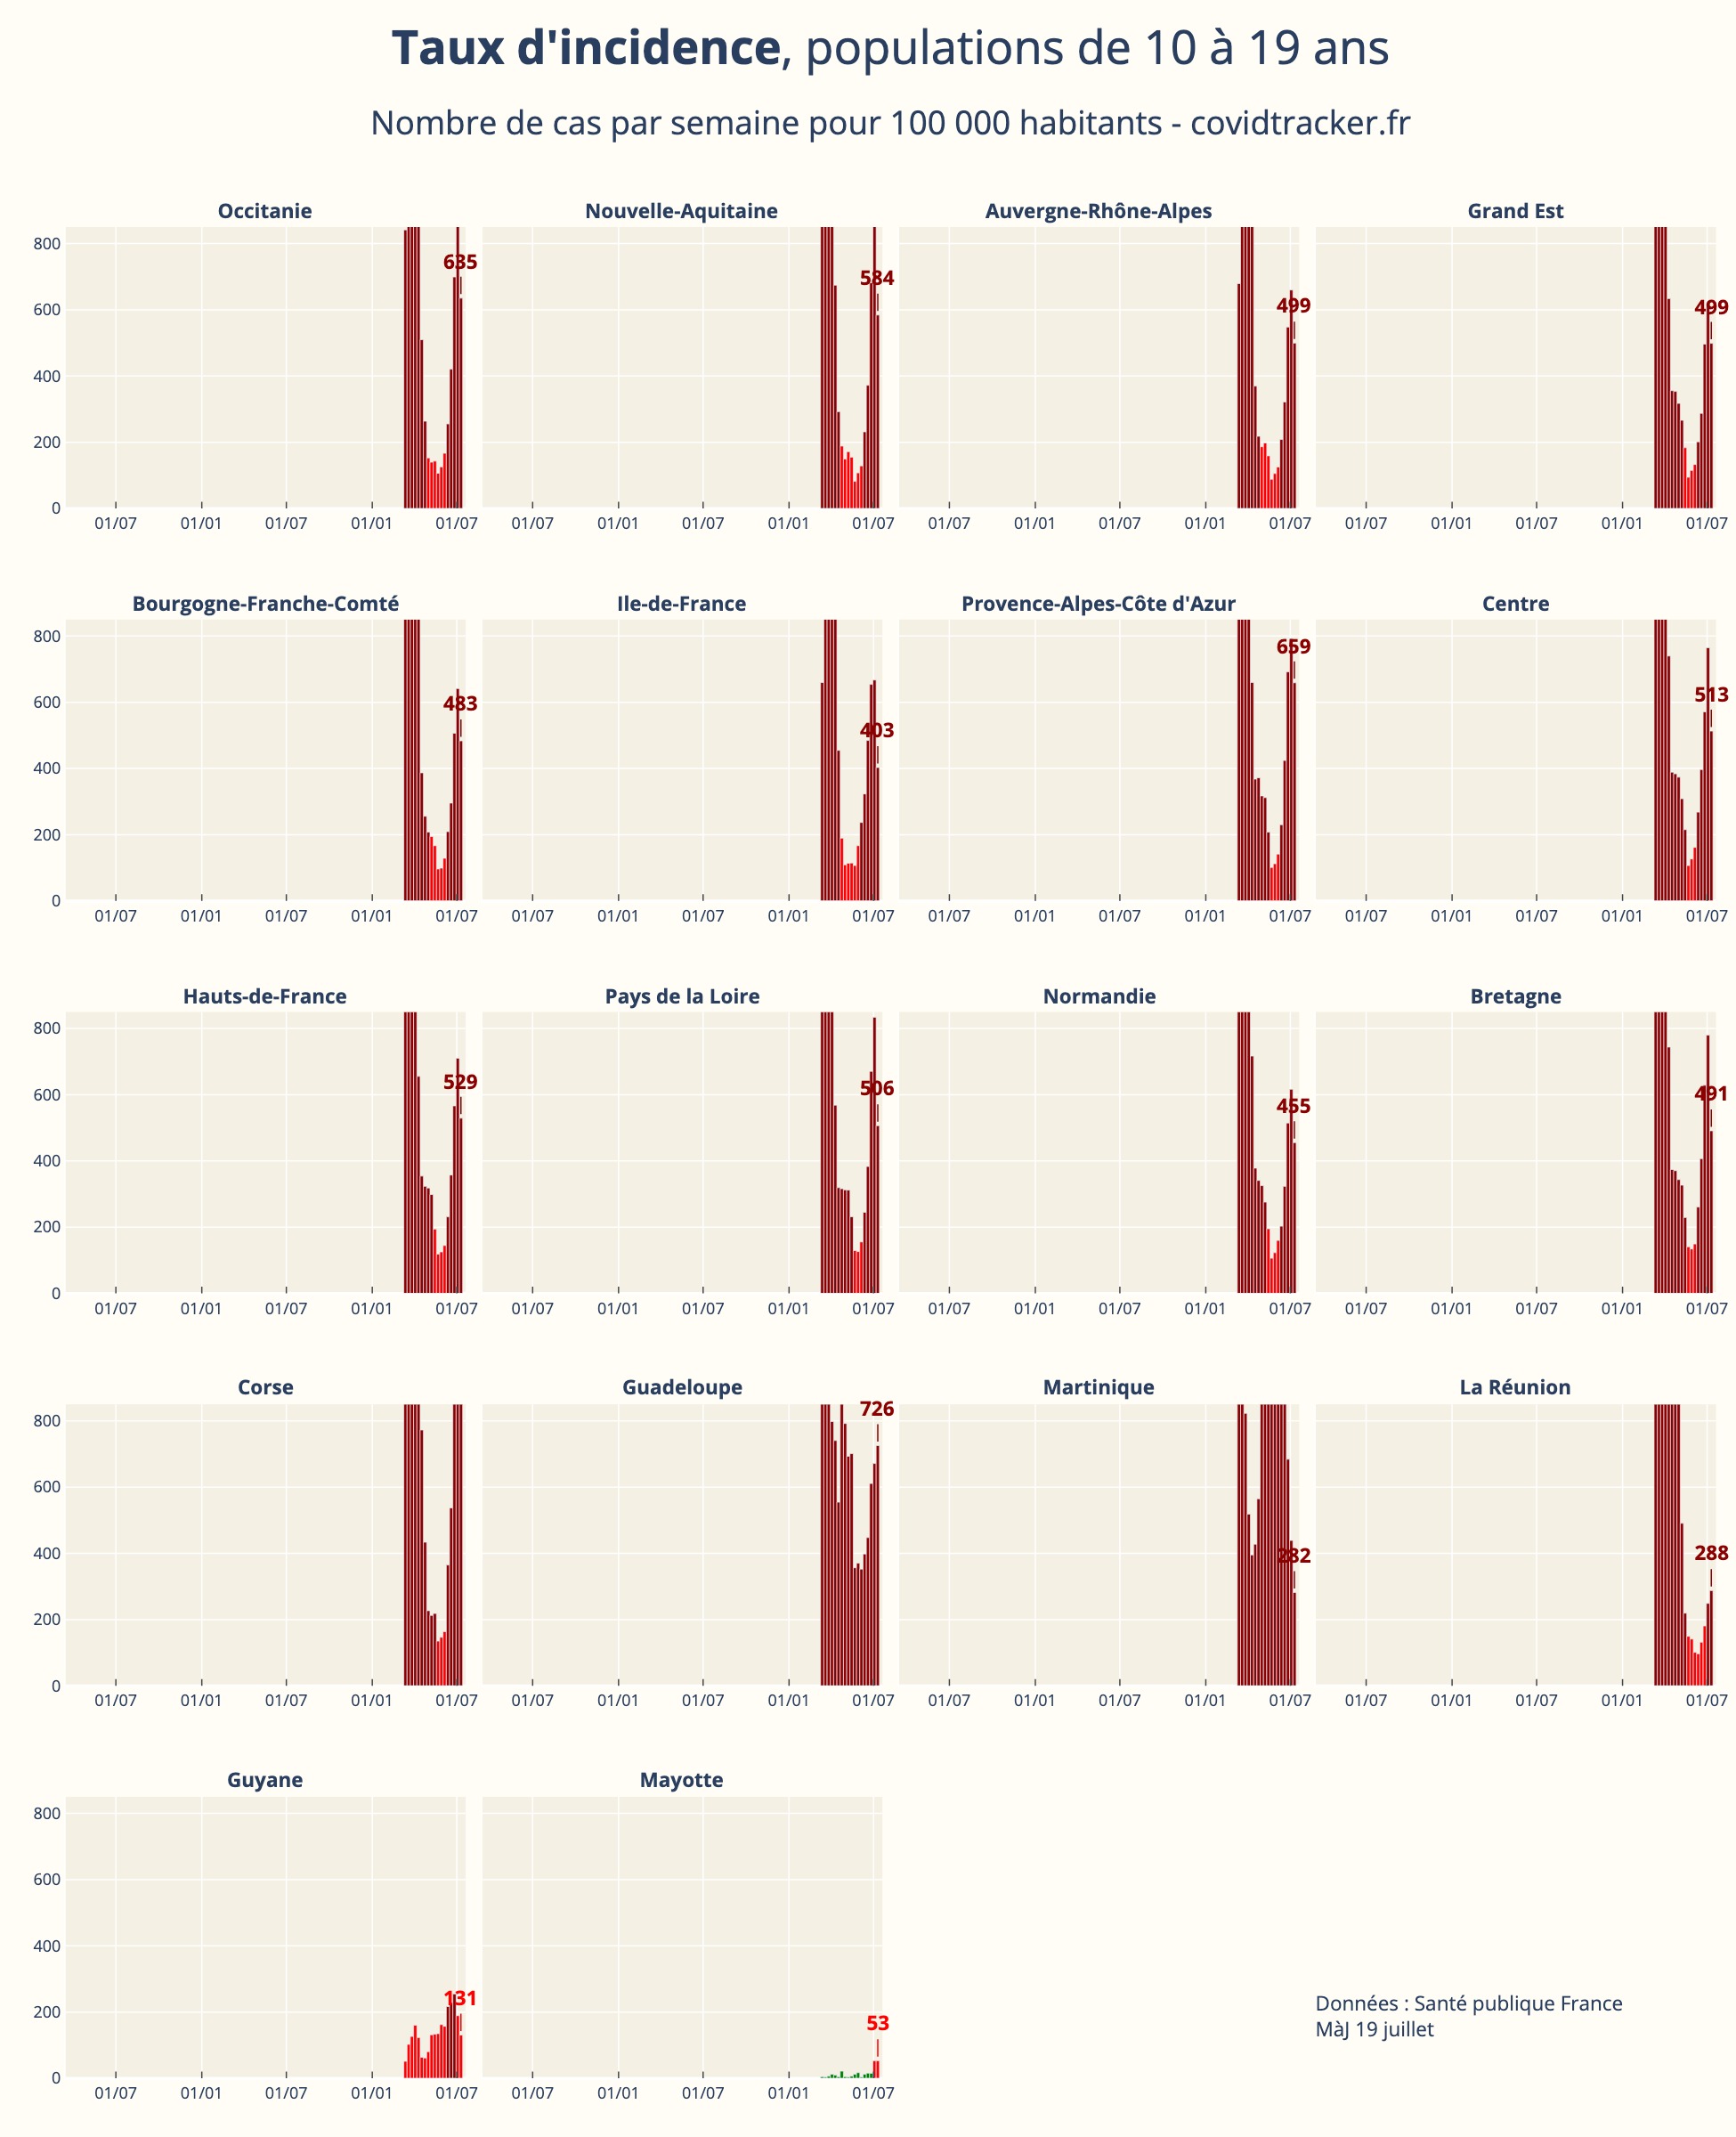 Taux d'incidence, populations de 10 à 19 ans
Nombre de cas par semaine pour 100 000 habitants - covidtracker.fr
Occitanie
Nouvelle-Aquitaine
Auvergne-Rhône-Alpes
Grand Est
800
600
400
200
0
635
584
499
499
01/07 01/01 01/07 01/01 01/07
01/07 01/01 01/07 01/01 01/07
01/07 01/01 01/07 01/01 01/07
01/07 01/01 01/07 01/01 01/07
Bourgogne-Franche-Comté
Ile-de-France
Provence-Alpes-Côte d'Azur
Centre
800
600
400
200
0
483
403
659
513
01/07 01/01 01/07 01/01 01/07
01/07 01/01 01/07 01/01 01/07
01/07 01/01 01/07 01/01 01/07
01/07 01/01 01/07 01/01 01/07
Hauts-de-France
Pays de la Loire
Normandie
Bretagne
800
600
400
200
0
529
506
455
491
01/07 01/01 01/07 01/01 01/07
01/07 01/01 01/07 01/01 01/07
01/07 01/01 01/07 01/01 01/07
01/07 01/01 01/07 01/01 01/07
Corse
Guadeloupe
Martinique
La Réunion
800
600
400
200
0
726
282
288
01/07 01/01 01/07 01/01 01/07
01/07 01/01 01/07 01/01 01/07
01/07 01/01 01/07 01/01 01/07
01/07 01/01 01/07 01/01 01/07
Guyane
Mayotte
800
600
400
200
0
131
53
01/07 01/01 01/07 01/01 01/07
01/07 01/01 01/07 01/01 01/07
Données : Santé publique France
MàJ 19 juillet